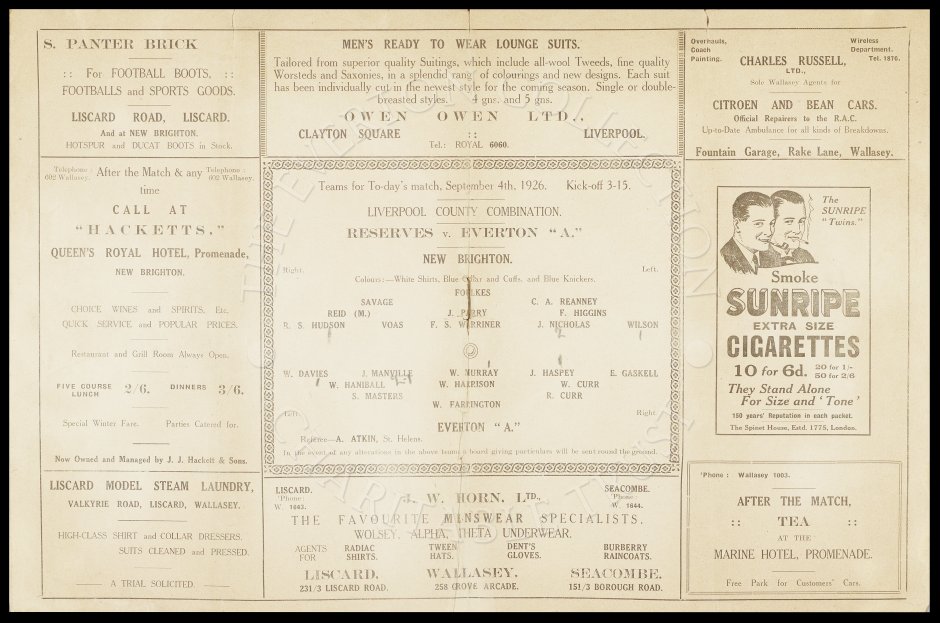 S. PANTER BRICK
:: For FOOTBALL BOOTS, ::
FOOTBALLS and SPORTS GOODS.
LISCARD ROAD, LISCARD.
And at NEW BRIGHTON.
HOTSPUR and DUCAT BOOTS in Stock.
Telephone : 602 Wallasey.
After the Match & any
Telephone : 602 Wallasey.
time
CALL AT
"HACKETTS,"
QUEEN'S ROYAL HOTEL, Promenade,
NEW BRIGHTON.
CHOICE WINES and SPIRITS, Etc.
QUICK SERVICE and POPULAR PRICES.
Restaurant and Grill Room Always Open.
FIVE COURSE LUNCH 2/6. DINNERS 3/6.
Special Winter Fare. Parties Catered for.
Now Owned and Managed by J. J. Hackett & Sons.
LISCARD MODEL STEAM LAUNDRY,
VALKYRIE ROAD, LISCARD, WALLASEY.
HIGH-CLASS SHIRT and COLLAR DRESSERS.
SUITS CLEANED and PRESSED.
A TRIAL SOLICITED
MEN'S READY TO WEAR LOUNGE SUITS.
Tailored from superior quality Suitings, which include all-wool Tweeds, fine quality
Worsteds and Saxonies, in a splendid range of colourings and new designs. Each suit
has been individually cut in the newest style for the coming season. Single or double-
breasted styles. 4 gns. and 5 gns.
OWEN OWEN LTD.,
CLAYTON SQUARE :: LIVERPOOL.
Tel.: ROYAL 6060.
Teams for To-day's match, September 4th, 1926. Kick-off 3-15.
LIVERPOOL COUNTY COMBINATION.
RESERVES v. EVERTON "A."
NEW BRIGHTON.
Right. Left.
Colours:—White Shirts, Blue Collar and Cuffs, and Blue Knickers.
FOULKES
SAVAGE C. A. REANNEY
REID (M.) J. PERRY F. HIGGINS
R. S. HUDSON VOAS F. S. WARRINER J. NICHOLAS WILSON
1 2 1
1 1
W. DAVIES J. MANVILLE W. MURRAY J. HASPEY E. GASKELL
1
W. HANIBALL W. HARRISON W. CURR
S. MASTERS R. CURR
W. FARRINGTON
Left Right
EVERTON "A."
Referee—A. ATKIN, St. Helens.
In the event of any alterations in the above teams a board giving particulars will be sent round the ground.
LISCARD. 'Phone: W. 1643.
J. W. HORN, LTD.,
SEACOMBE. 'Phone: W. 1644.
THE FAVOURITE MENSWEAR SPECIALISTS.
WOLSEY, ALPHA, THETA UNDERWEAR.
AGENTS RADIAC TWEEN DENT'S BURBERRY
FOR SHIRTS. HATS. GLOVES. RAINCOATS.
LISCARD. WALLASEY. SEACOMBE.
231/3 LISCARD ROAD. 258 GROVE ARCADE. 151/3 BOROUGH ROAD.
Overhauls, Coach Painting.
Wireless Department. Tel. 1870.
CHARLES RUSSELL,
LTD.,
Sole Wallasey Agents for
CITROEN AND BEAN CARS.
Official Repairers to the R.A.C.
Up-to-Date Ambulance for all kinds of Breakdowns.
Fountain Garage, Rake Lane, Wallasey.
The
SUNRIPE
"Twins."
Smoke
SUNRIPE
EXTRA SIZE
CIGARETTES
10 for 6d. 20 for 1/- 50 for 2/6
They Stand Alone
For Size and 'Tone'
150 years' Reputation in each packet.
The Spinet House, Estd. 1775, London.
'Phone : Wallasey 1003.
AFTER THE MATCH,
:: TEA ::
AT THE
MARINE HOTEL, PROMENADE.
Free Park for Customers' Cars.
THE EVERTON COLLECTION
CHARITABLE TRUST